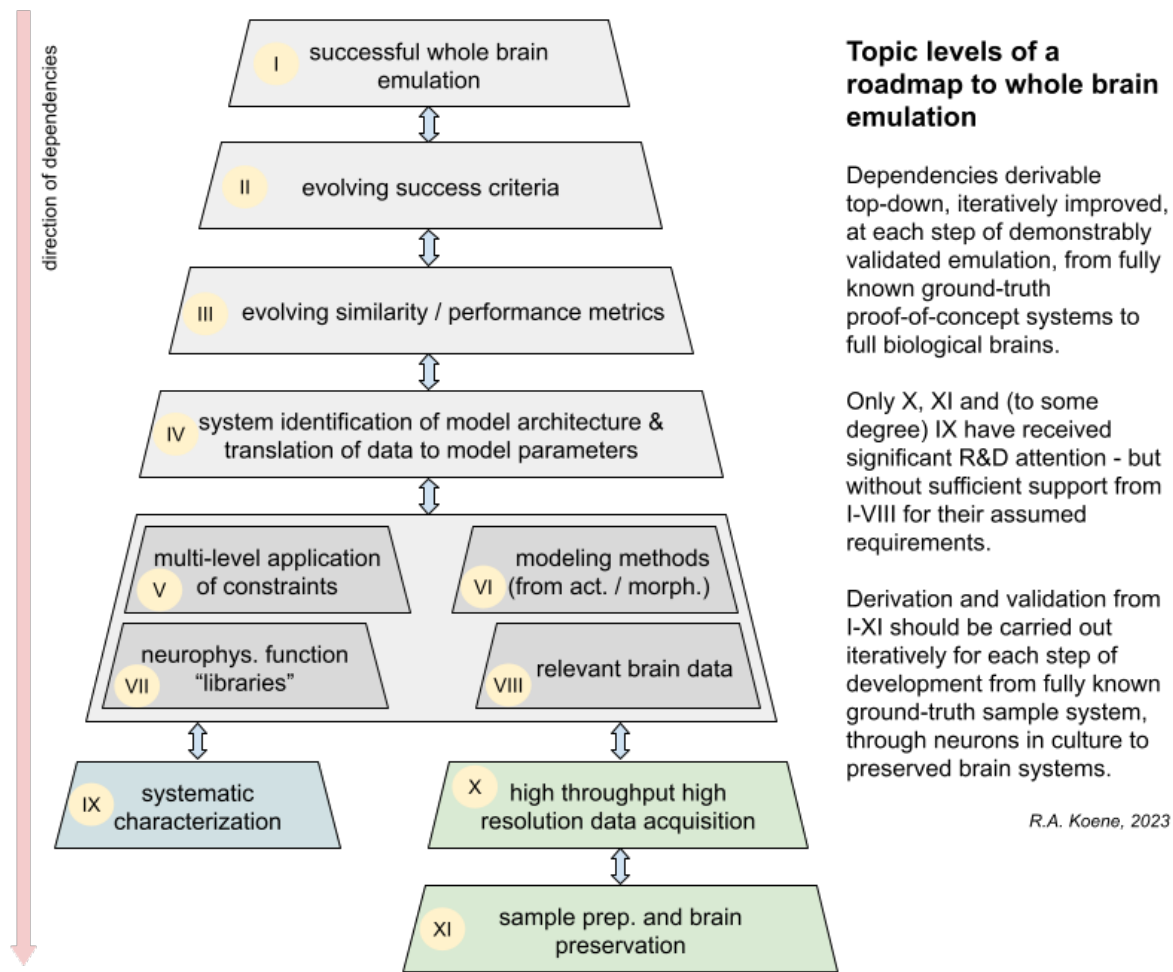 direction of dependencies
I
successful whole brain
emulation
II
evolving success criteria
III
evolving similarity / performance metrics
IV
system identification of model architecture &
translation of data to model parameters
V
multi-level application
of constraints
VI
modeling methods
(from act. / morph.)
VII
neurophys. function
“libraries”
VIII
relevant brain data
IX
systematic
characterization
X
high throughput high
resolution data acquisition
XI
sample prep. and brain
preservation
Topic levels of a
roadmap to whole brain
emulation
Dependencies derivable
top-down, iteratively improved,
at each step of demonstrably
validated emulation, from fully
known ground-truth
proof-of-concept systems to
full biological brains.
Only X, XI and (to some
degree) IX have received
significant R&D attention - but
without sufficient support from
I-VIII for their assumed
requirements.
Derivation and validation from
I-XI should be carried out
iteratively for each step of
development from fully known
ground-truth sample system,
through neurons in culture to
preserved brain systems.
R.A. Koene, 2023